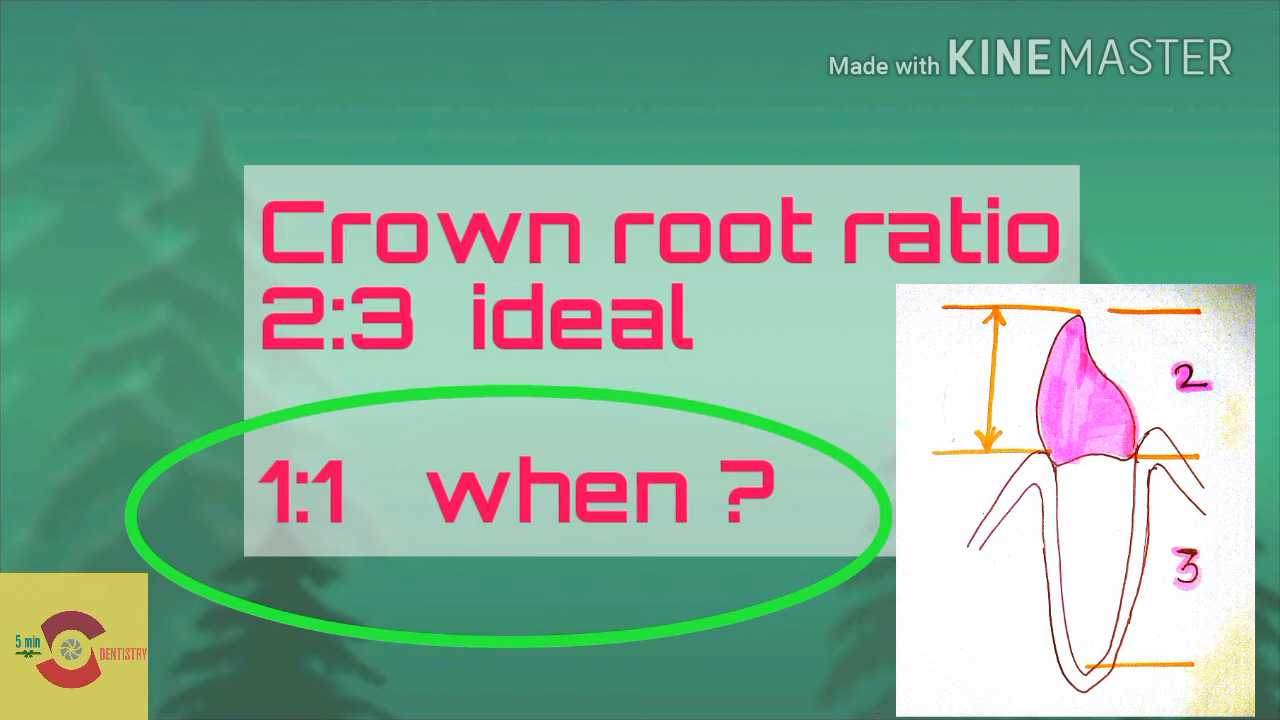 Made with KINEMASTER
Crown root ratio
2:3 ideal
1:1 when ?
2
3
5 min
DENTISTRY